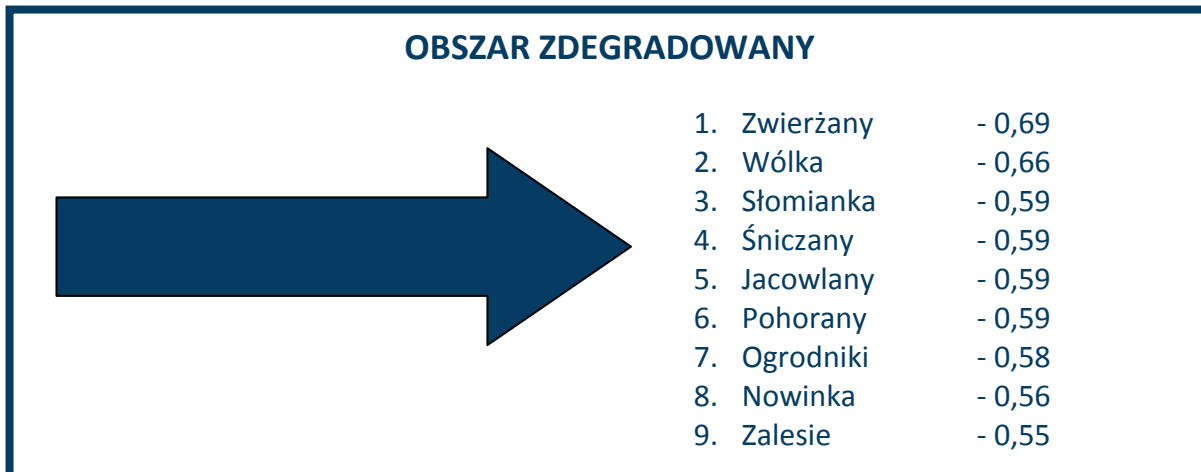 OBSZAR ZDEGRADOWANY
1. Zwierżany - 0,69
2. Wólka - 0,66
3. Słomianka - 0,59
4. Śniczany - 0,59
5. Jacowlany - 0,59
6. Pohorany - 0,59
7. Ogrodniki - 0,58
8. Nowinka - 0,56
9. Zalesie - 0,55